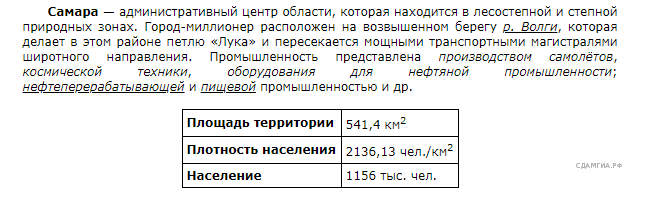 Самара — административный центр области, которая находится в лесостепной и степной
природных зонах. Город-миллионер расположен на возвышенном берегу р. Волги, которая
делает в этом районе петлю «Лука» и пересекается мощными транспортными магистралями
широтного направления. Промышленность представлена производством самолётов,
космической техники, оборудования для нефтяной промышленности;
нефтеперерабатывающей и пищевой промышленностью и др.
Площадь территории 541,4 км²
Плотность населения 2136,13 чел./км²
Население 1156 тыс. чел.
СДАМГИА.РФ